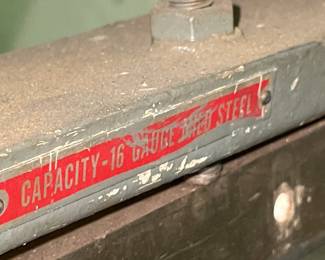 CAPACITY-16 GAUGE MILD STEEL